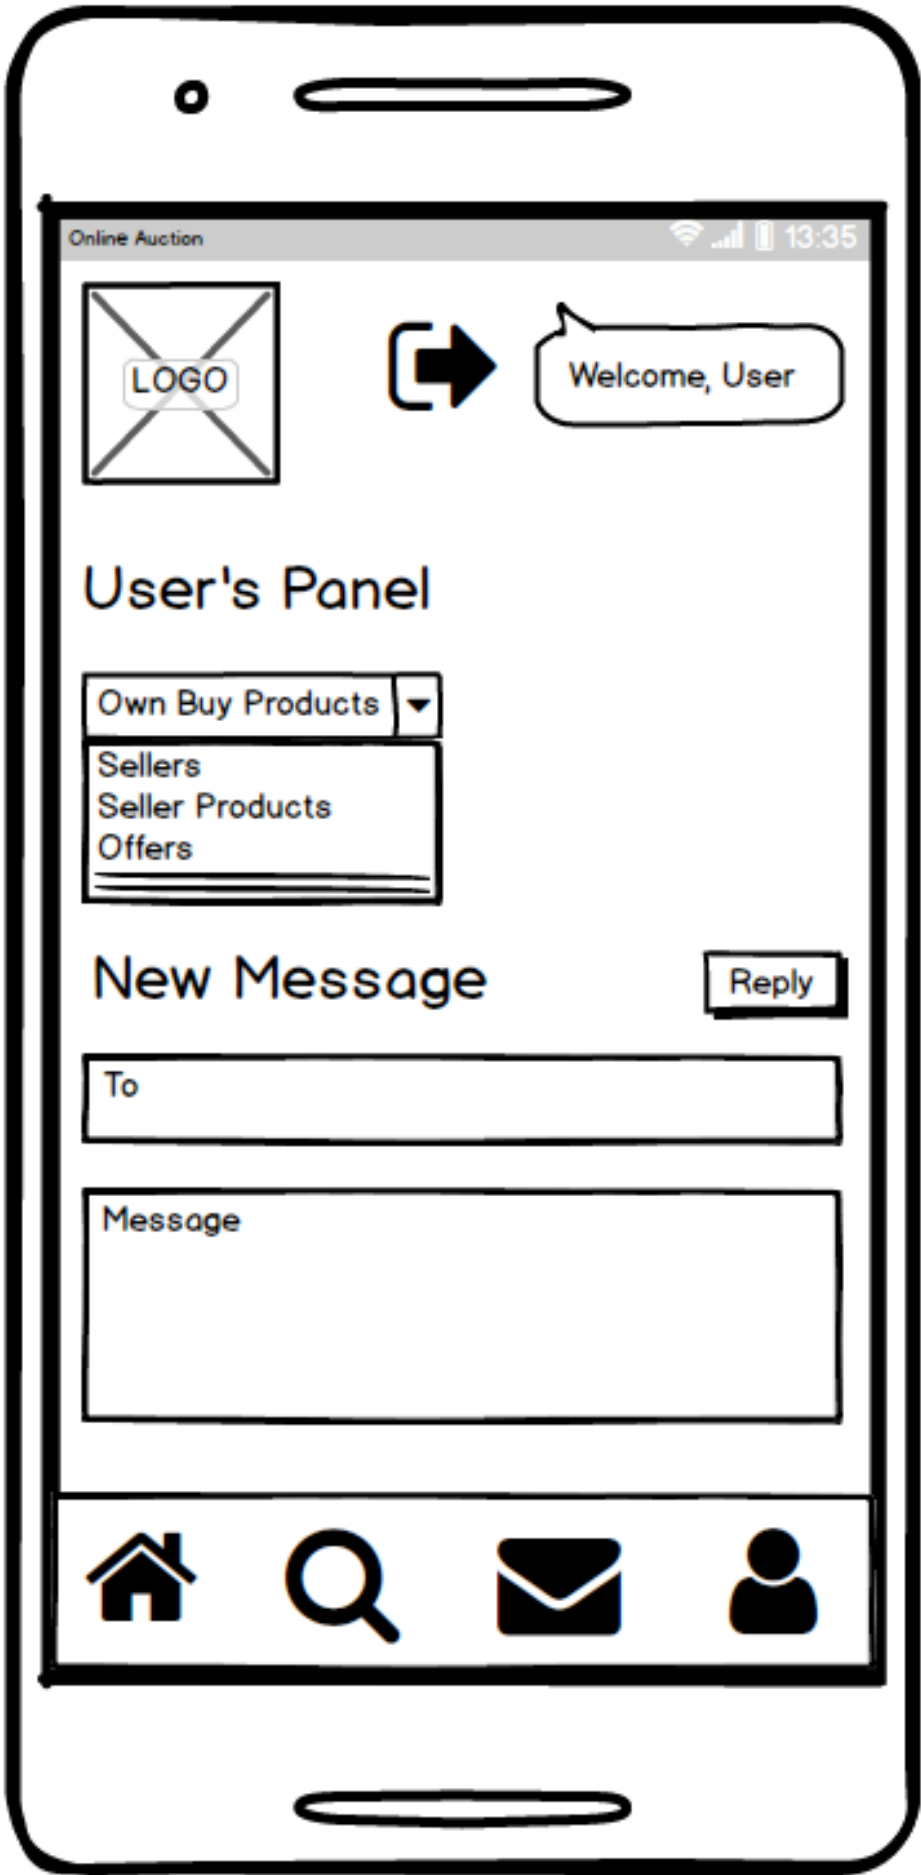 Online Auction 13:35
LOGO
Welcome, User
User's Panel
Own Buy Products
Sellers
Seller Products
Offers
New Message
Reply
To
Message